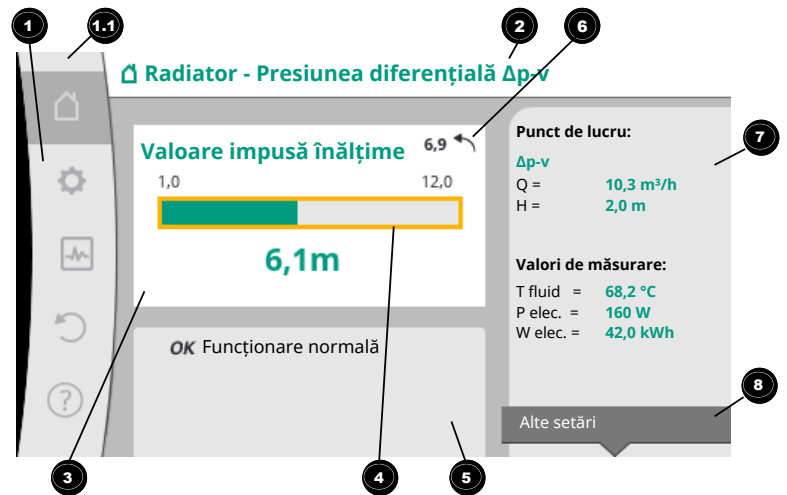 1
1.1
2
6
Radiator - Presiunea diferențială Δp-v
Valoare impusă înălțime
6,9
1,0
12,0
6,1m
OK Funcționare normală
Punct de lucru:
Δp-v
Q = 10,3 m³/h
H = 2,0 m
Valori de măsurare:
T fluid = 68,2 °C
P elec. = 160 W
W elec. = 42,0 kWh
Alte setări
?
7
8
3
4
5